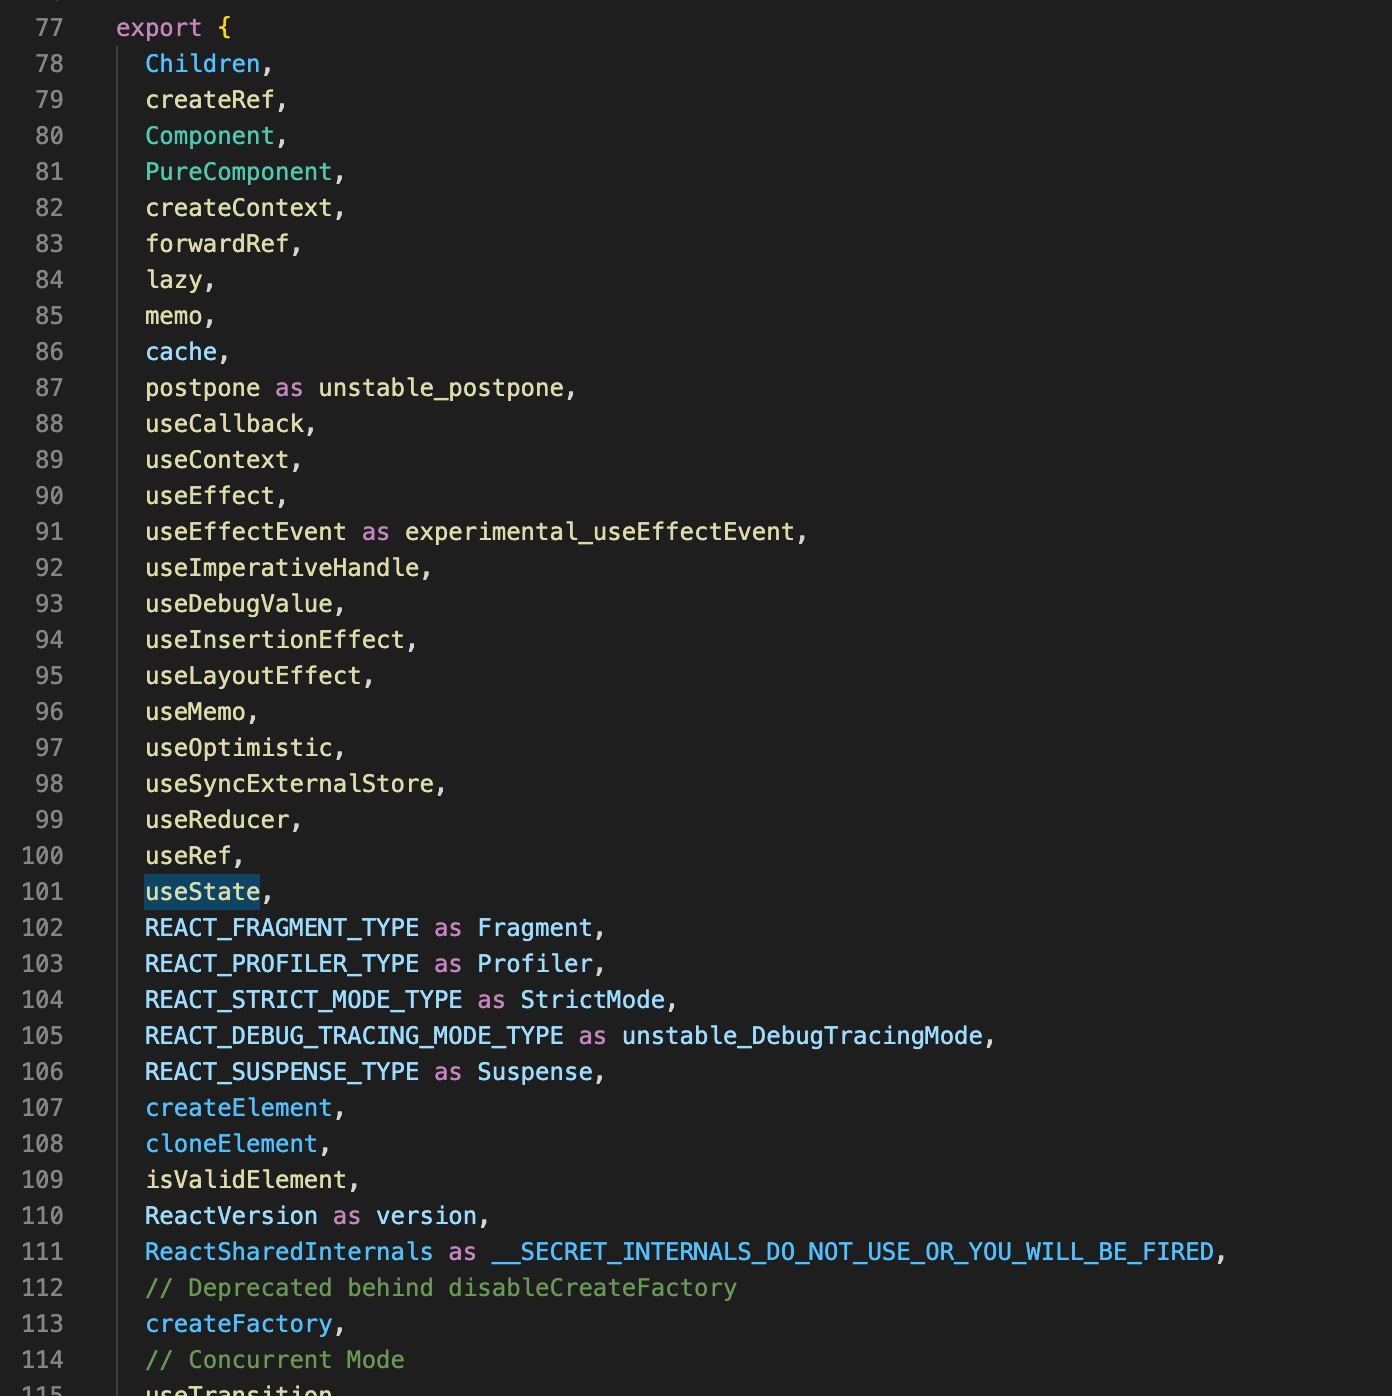 77 export {
78 Children,
79 createRef,
80 Component,
81 PureComponent,
82 createContext,
83 forwardRef,
84 lazy,
85 memo,
86 cache,
87 postpone as unstable_postpone,
88 useCallback,
89 useContext,
90 useEffect,
91 useEffectEvent as experimental_useEffectEvent,
92 useImperativeHandle,
93 useDebugValue,
94 useInsertionEffect,
95 useLayoutEffect,
96 useMemo,
97 useOptimistic,
98 useSyncExternalStore,
99 useReducer,
100 useRef,
101 useState,
102 REACT_FRAGMENT_TYPE as Fragment,
103 REACT_PROFILER_TYPE as Profiler,
104 REACT_STRICT_MODE_TYPE as StrictMode,
105 REACT_DEBUG_TRACING_MODE_TYPE as unstable_DebugTracingMode,
106 REACT_SUSPENSE_TYPE as Suspense,
107 createElement,
108 cloneElement,
109 isValidElement,
110 ReactVersion as version,
111 ReactSharedInternals as __SECRET_INTERNALS_DO_NOT_USE_OR_YOU_WILL_BE_FIRED,
112 // Deprecated behind disableCreateFactory
113 createFactory,
114 // Concurrent Mode
115 useTransition